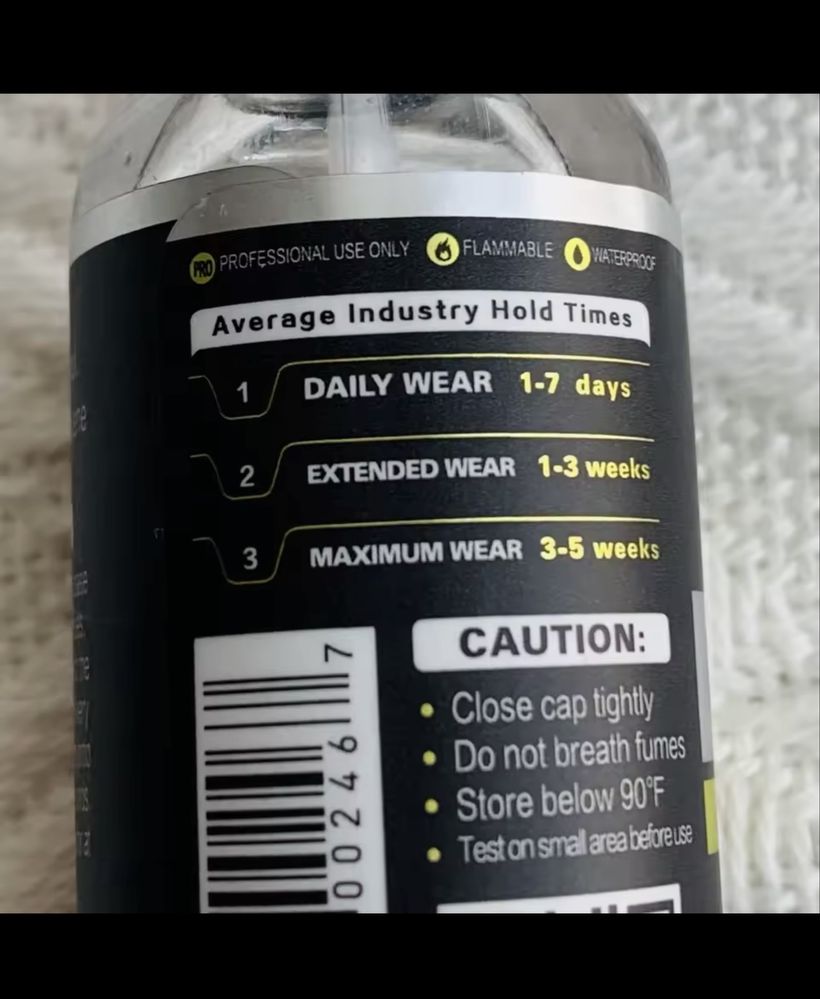 PRO PROFESSIONAL USE ONLY FLAMMABLE WATERPROOF
Average Industry Hold Times
1 DAILY WEAR 1-7 days
2 EXTENDED WEAR 1-3 weeks
3 MAXIMUM WEAR 3-5 weeks
CAUTION:
• Close cap tightly
• Do not breath fumes
• Store below 90°F
• Test on small area before use
00246 7